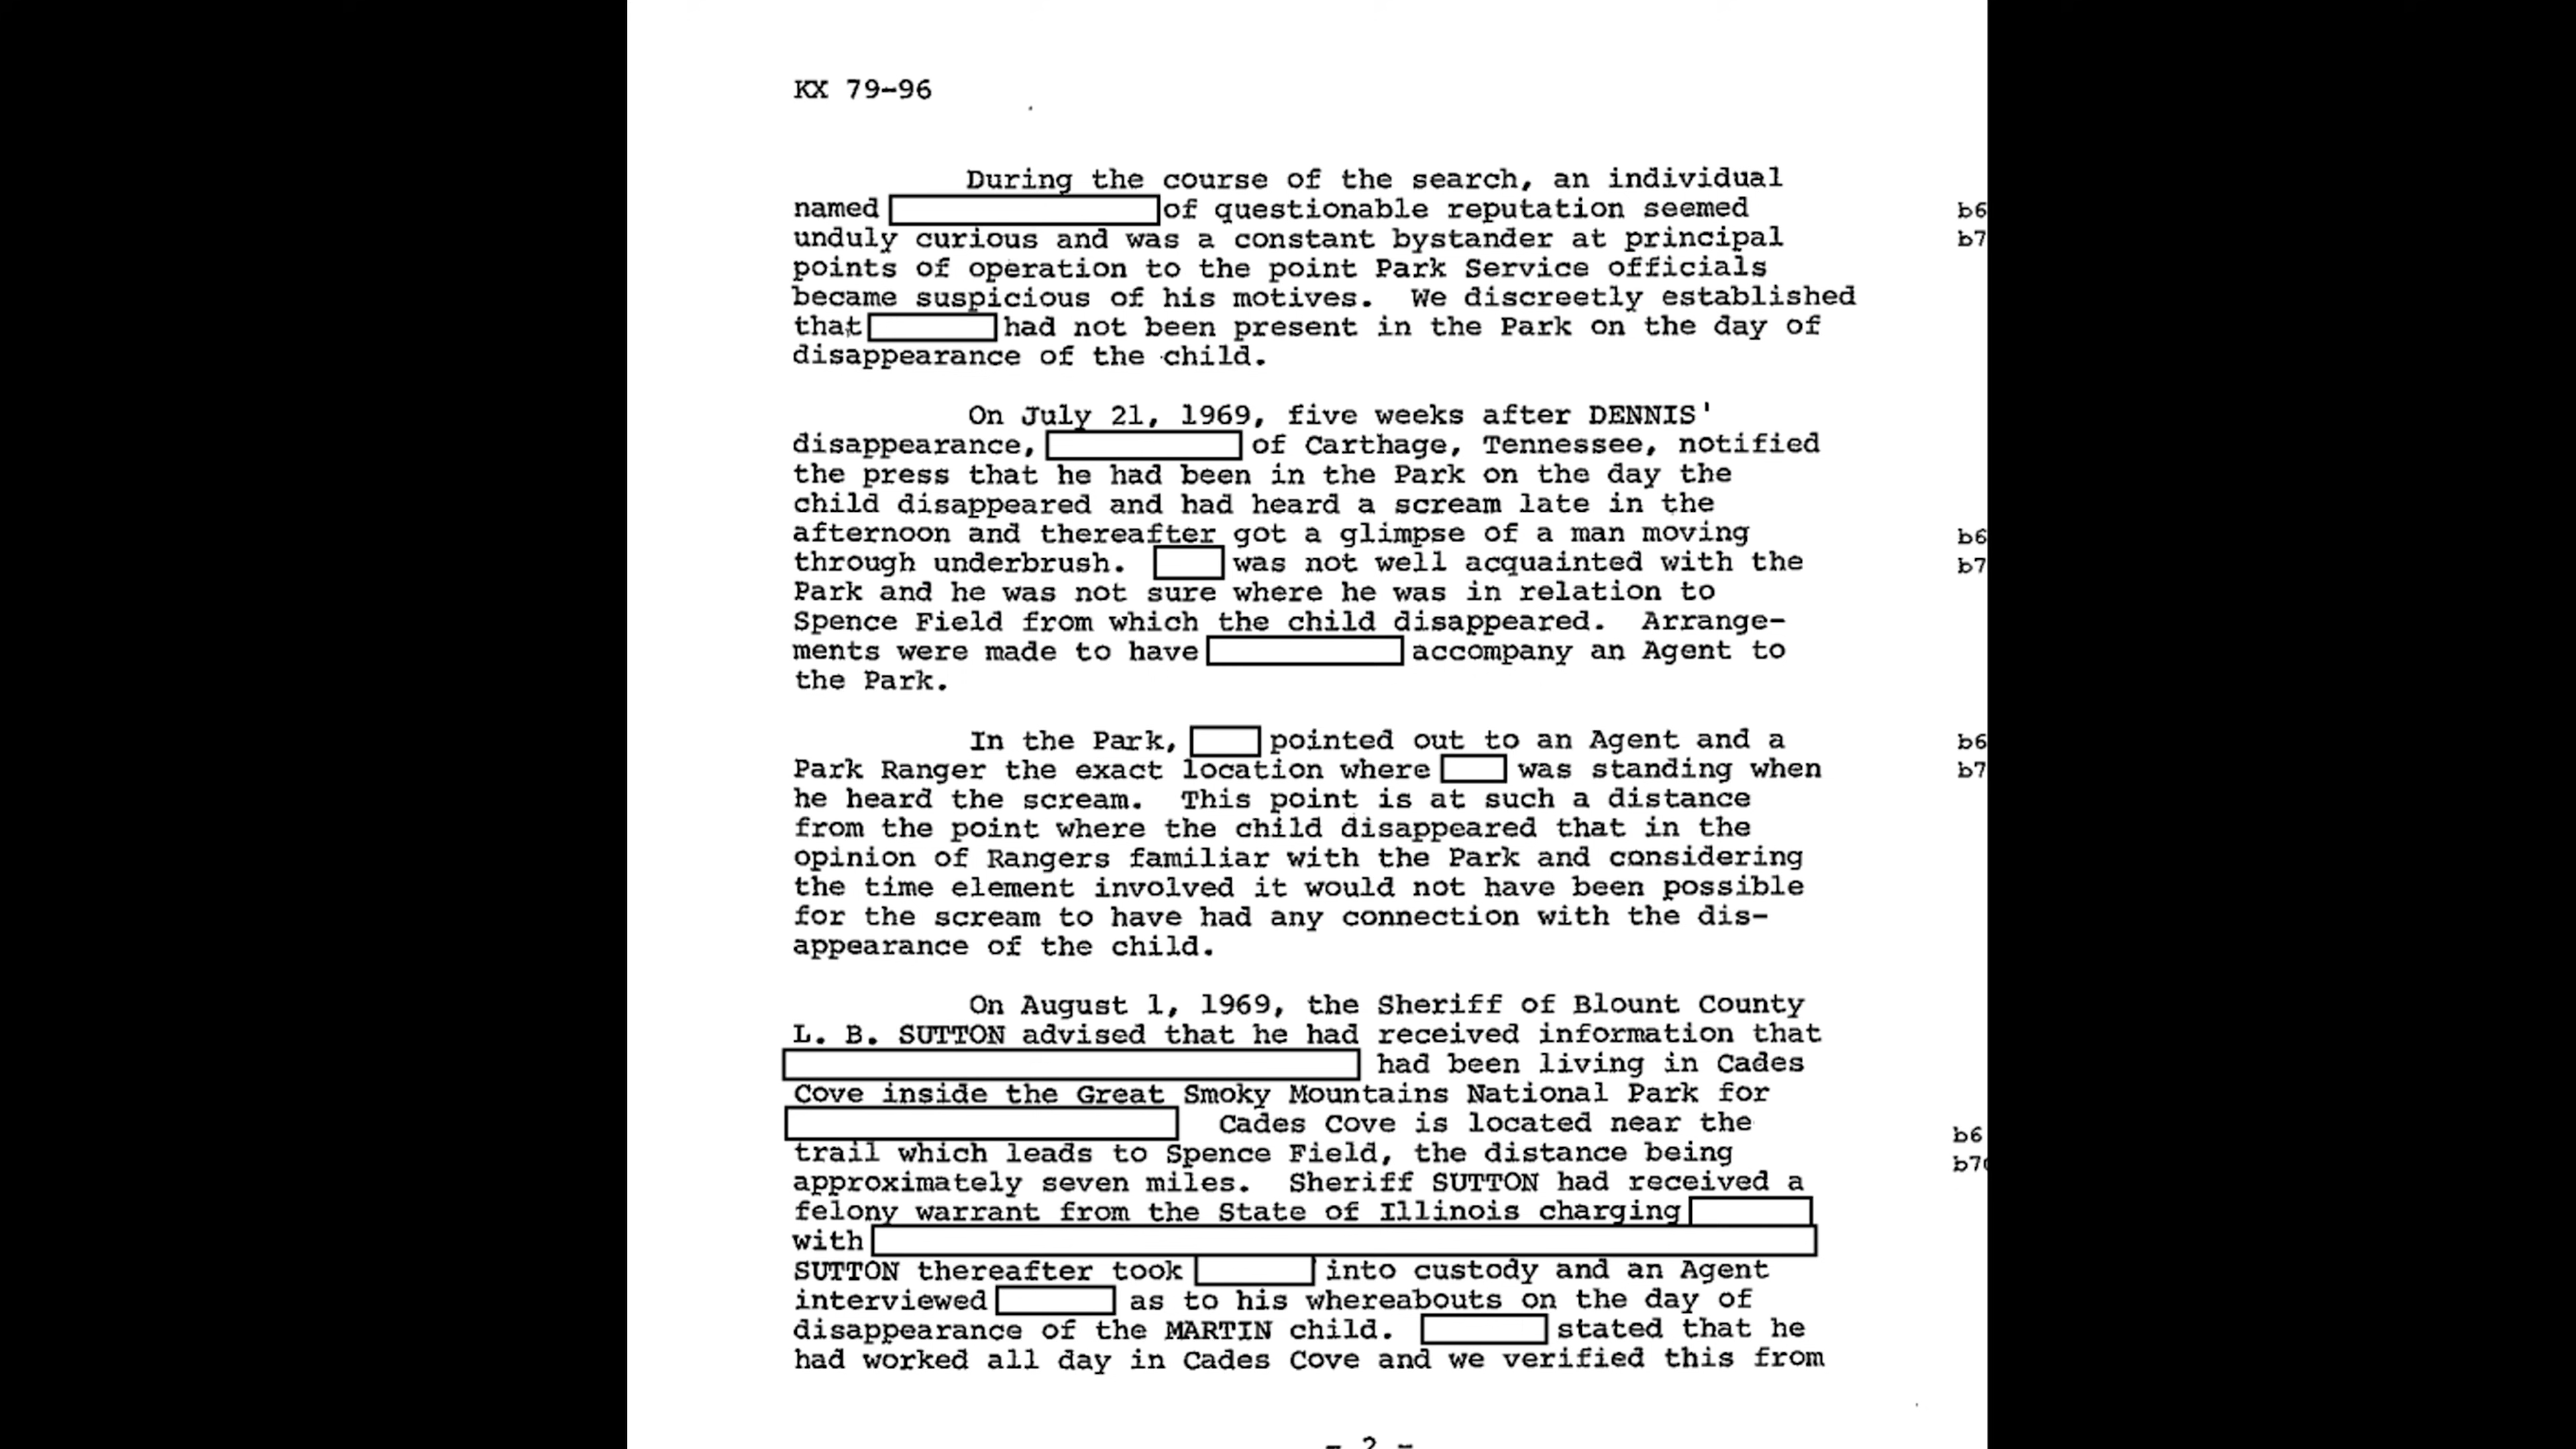 KX 79-96
During the course of the search, an individual
named of questionable reputation seemed b6
unduly curious and was a constant bystander at principal b7
points of operation to the point Park Service officials
became suspicious of his motives. We discreetly established
that had not been present in the Park on the day of
disappearance of the child.
On July 21, 1969, five weeks after DENNIS'
disappearance, of Carthage, Tennessee, notified
the press that he had been in the Park on the day the
child disappeared and had heard a scream late in the
afternoon and thereafter got a glimpse of a man moving b6
through underbrush. was not well acquainted with the b7
Park and he was not sure where he was in relation to
Spence Field from which the child disappeared. Arrange-
ments were made to have accompany an Agent to
the Park.
In the Park, pointed out to an Agent and a b6
Park Ranger the exact location where was standing when b7
he heard the scream. This point is at such a distance
from the point where the child disappeared that in the
opinion of Rangers familiar with the Park and considering
the time element involved it would not have been possible
for the scream to have had any connection with the dis-
appearance of the child.
On August 1, 1969, the Sheriff of Blount County
L. B. SUTTON advised that he had received information that
had been living in Cades
Cove inside the Great Smoky Mountains National Park for
Cades Cove is located near the
b6
trail which leads to Spence Field, the distance being
b7
approximately seven miles. Sheriff SUTTON had received a
felony warrant from the State of Illinois charging
with
SUTTON thereafter took into custody and an Agent
interviewed as to his whereabouts on the day of
disappearance of the MARTIN child. stated that he
had worked all day in Cades Cove and we verified this from
- 2 -